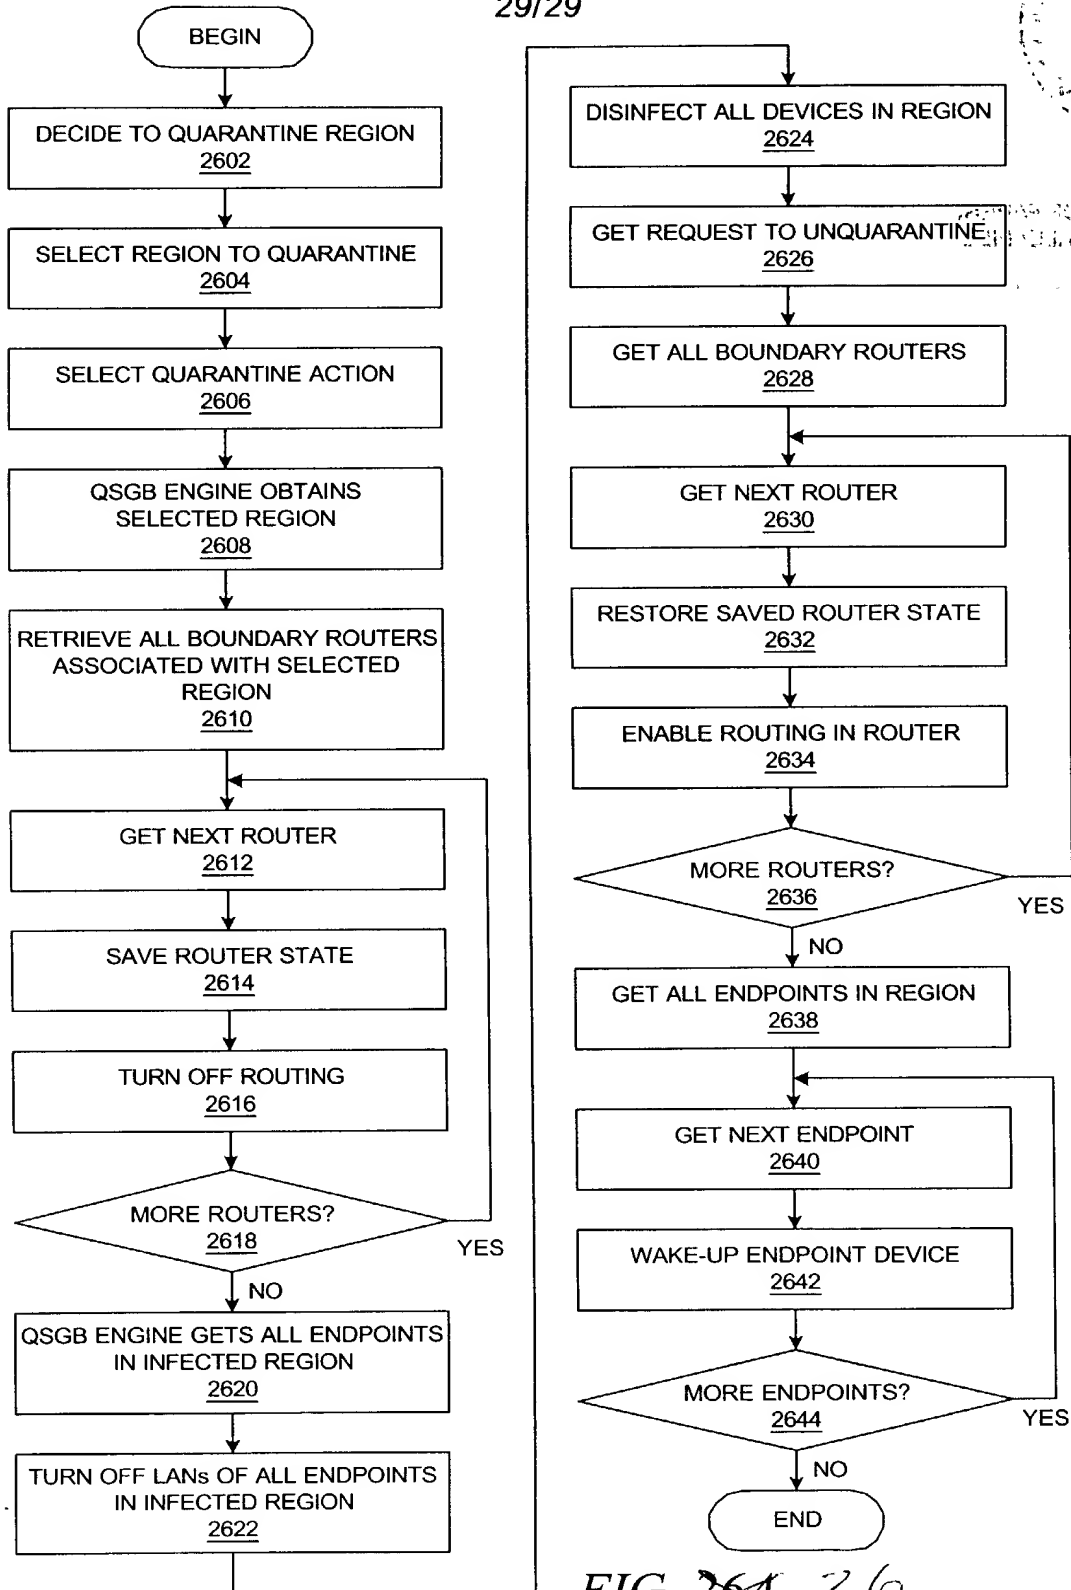 29/29
BEGIN
DECIDE TO QUARANTINE REGION
2602
SELECT REGION TO QUARANTINE
2604
SELECT QUARANTINE ACTION
2606
QSGB ENGINE OBTAINS
SELECTED REGION
2608
RETRIEVE ALL BOUNDARY ROUTERS
ASSOCIATED WITH SELECTED
REGION
2610
GET NEXT ROUTER
2612
SAVE ROUTER STATE
2614
TURN OFF ROUTING
2616
MORE ROUTERS?
2618
YES
NO
QSGB ENGINE GETS ALL ENDPOINTS
IN INFECTED REGION
2620
TURN OFF LANs OF ALL ENDPOINTS
IN INFECTED REGION
2622
DISINFECT ALL DEVICES IN REGION
2624
GET REQUEST TO UNQUARANTINE
2626
GET ALL BOUNDARY ROUTERS
2628
GET NEXT ROUTER
2630
RESTORE SAVED ROUTER STATE
2632
ENABLE ROUTING IN ROUTER
2634
MORE ROUTERS?
2636
YES
NO
GET ALL ENDPOINTS IN REGION
2638
GET NEXT ENDPOINT
2640
WAKE-UP ENDPOINT DEVICE
2642
MORE ENDPOINTS?
2644
YES
NO
END
FIG. 26